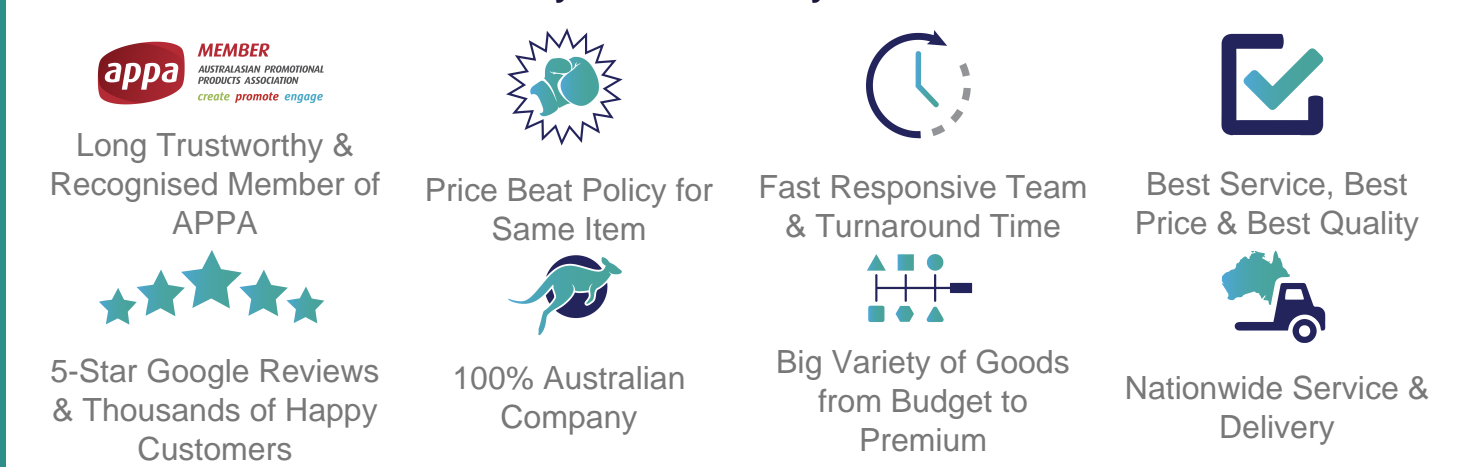 appa
MEMBER
AUSTRALASIAN PROMOTIONAL
PRODUCTS ASSOCIATION
create promote engage
Long Trustworthy &
Recognised Member of
APPA
Price Beat Policy for
Same Item
Fast Responsive Team
& Turnaround Time
Best Service, Best
Price & Best Quality
5-Star Google Reviews
& Thousands of Happy
Customers
100% Australian
Company
Big Variety of Goods
from Budget to
Premium
Nationwide Service &
Delivery